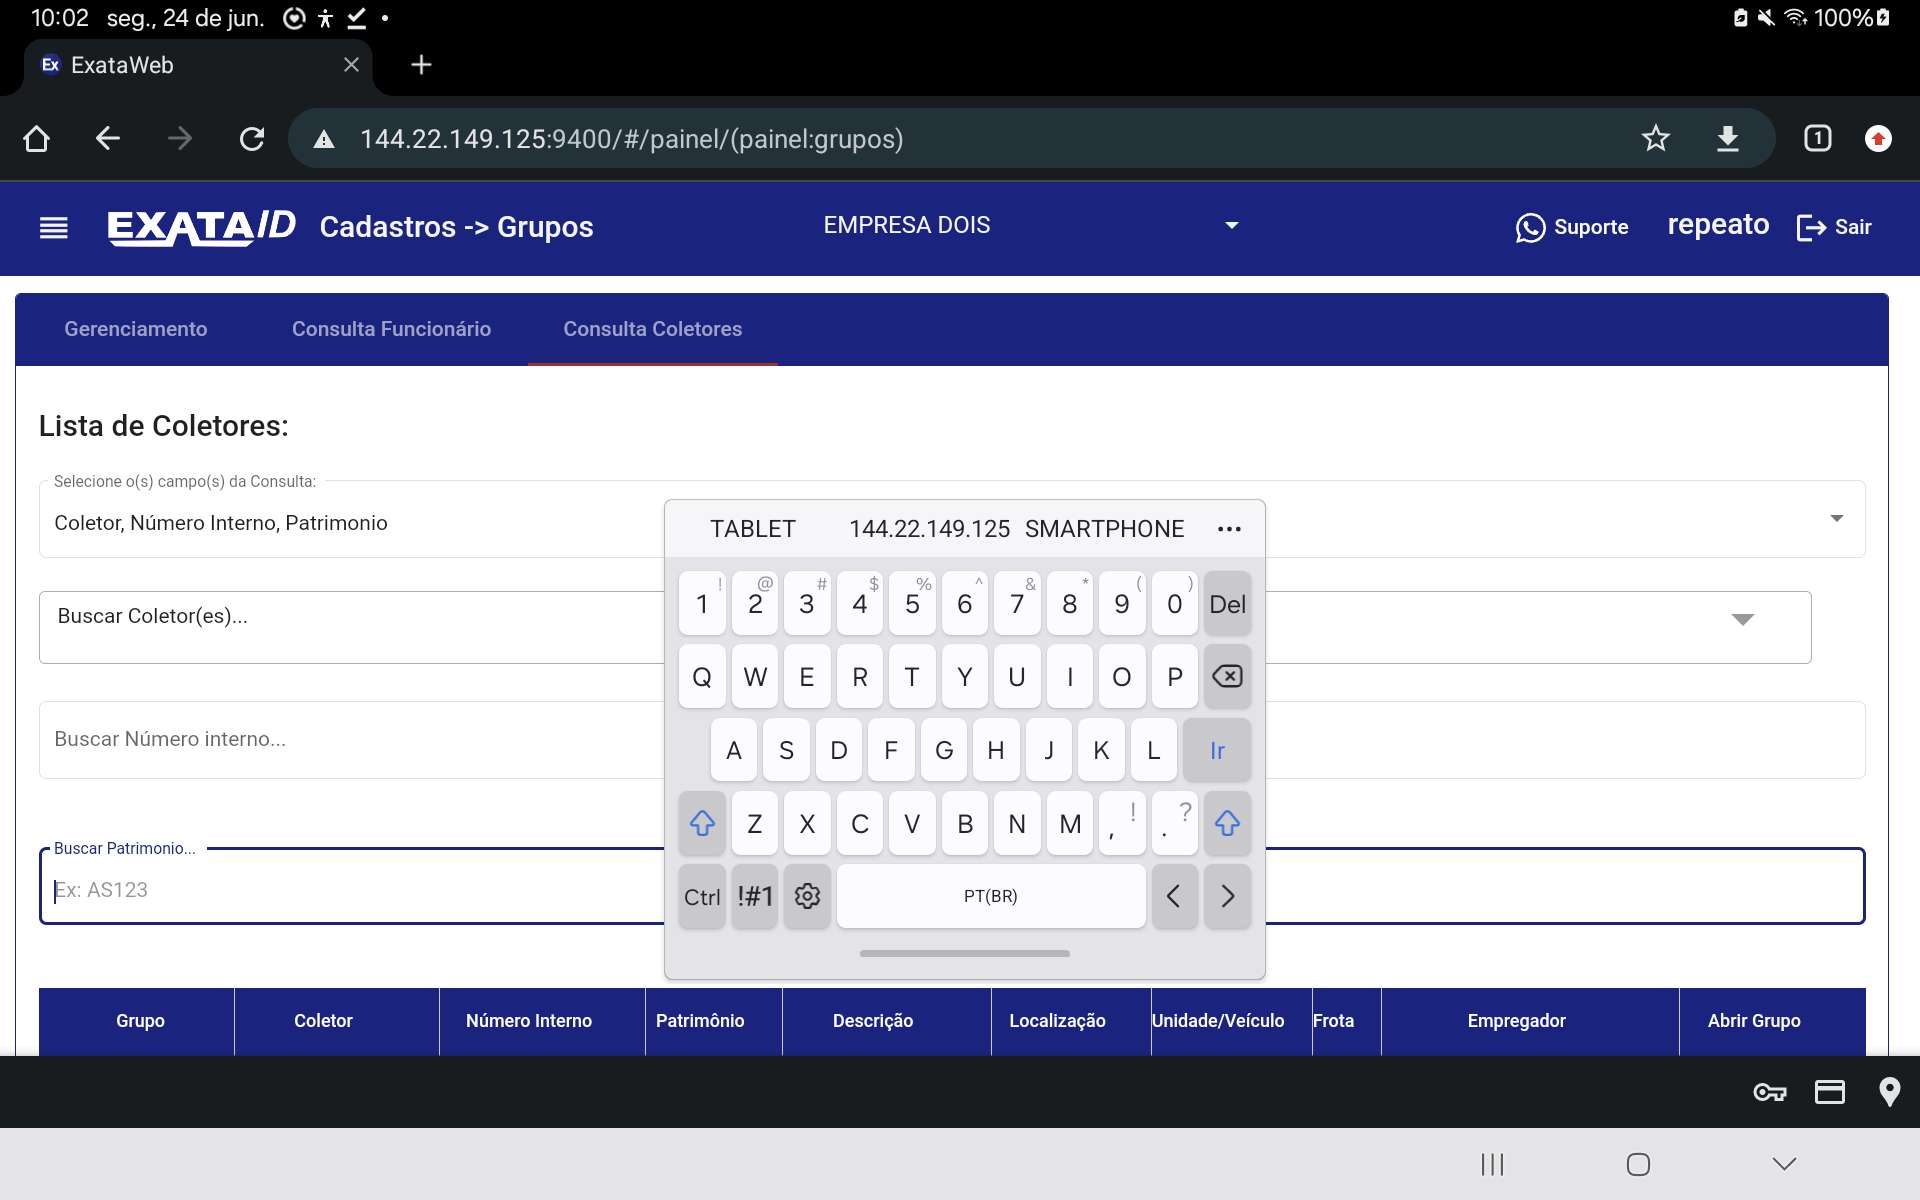 10:02 seg., 24 de jun. 100%
Ex ExataWeb
144.22.149.125:9400/#/painel/(painel:grupos) 1
EXATAID Cadastros -> Grupos EMPRESA DOIS Suporte repeato Sair
Gerenciamento Consulta Funcionário Consulta Coletores
Lista de Coletores:
Selecione o(s) campo(s) da Consulta:
Coletor, Número Interno, Patrimonio
TABLET 144.22.149.125 SMARTPHONE
! @ # $ % ^ & * ( )
1 2 3 4 5 6 7 8 9 0 Del
Buscar Coletor(es)...
Q W E R T Y U I O P
Buscar Número interno...
A S D F G H J K L Ir
Z X C V B N M , ! . ?
Buscar Patrimonio...
Ex: AS123
Ctrl !#1 PT(BR) < >
Grupo Coletor Número Interno Patrimônio Descrição Localização Unidade/Veículo Frota Empregador Abrir Grupo